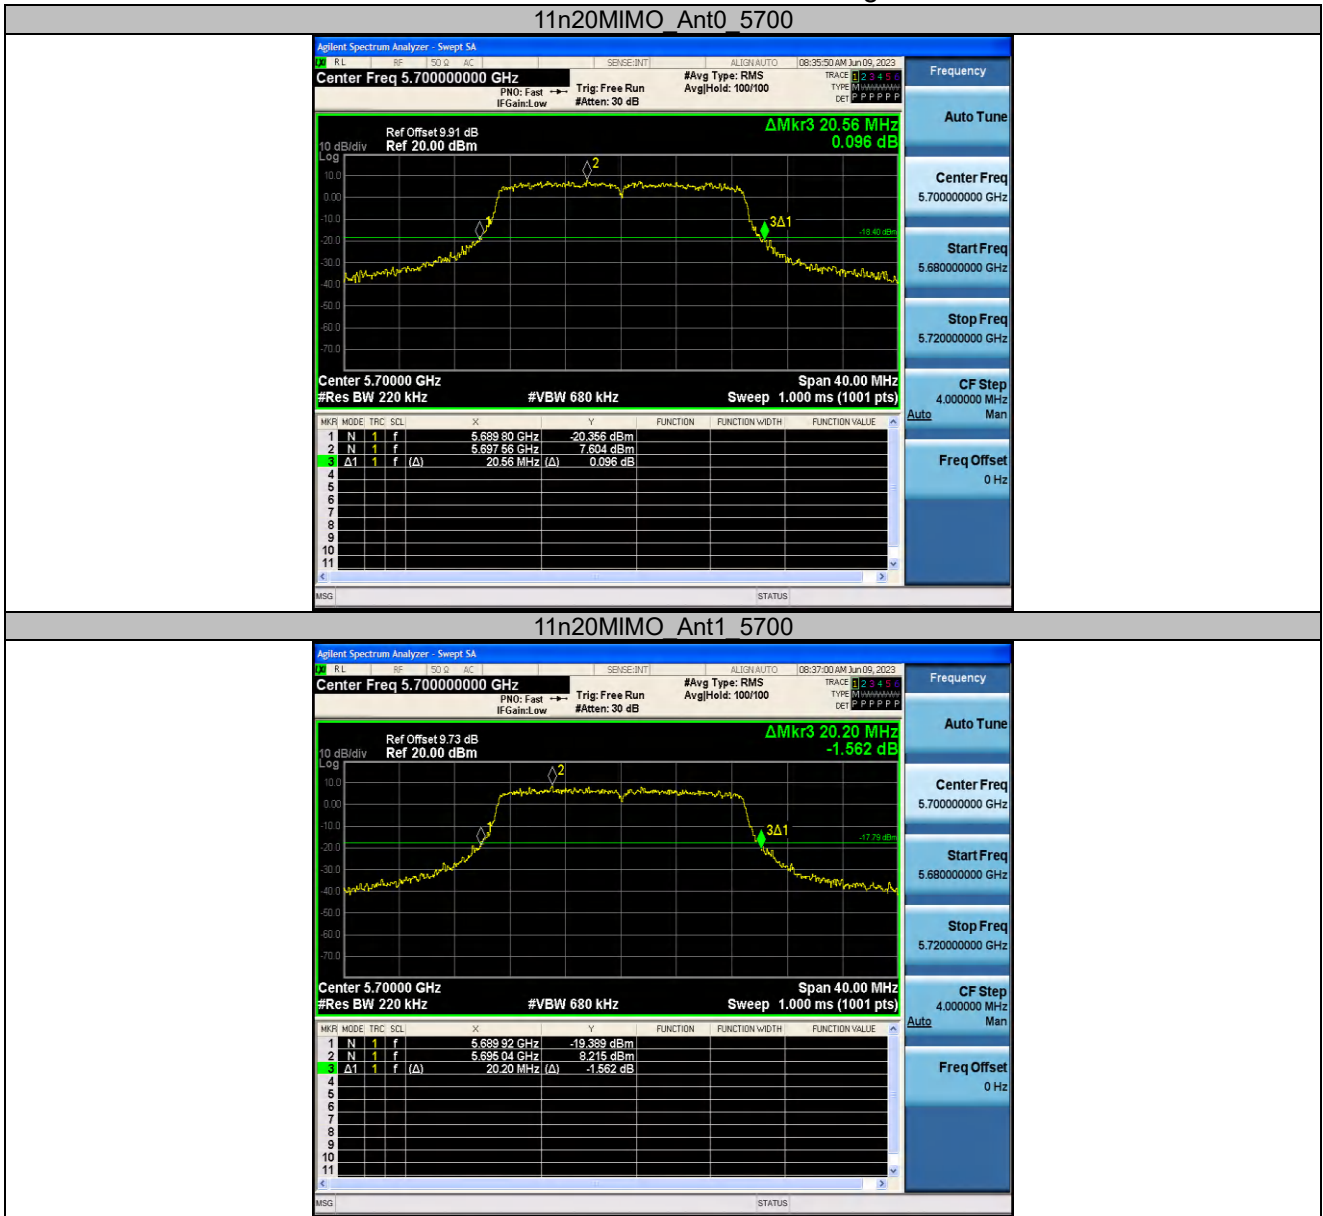 11n20MIMO_Ant0_5700
Agilent Spectrum Analyzer - Swept SA
RL RF 50 Ω AC SENSE:INT ALIGNAUTO 08:35:50 AM Jun 09, 2023
Center Freq 5.700000000 GHz
PNO: Fast
IFGain:Low
Trig: Free Run
#Atten: 30 dB
#Avg Type: RMS
Avg|Hold: 100/100
TRACE 1 2 3 4 5 6
TYPE M
DET P P P P P P
ΔMkr3 20.56 MHz
0.096 dB
Ref Offset 9.91 dB
10 dB/div Ref 20.00 dBm
Log
10.0
0.00
-10.0
-20.0
-30.0
-40.0
-50.0
-60.0
-70.0
1
2
3Δ1
-18.40 dBm
Center 5.70000 GHz Span 40.00 MHz
#Res BW 220 kHz #VBW 680 kHz Sweep 1.000 ms (1001 pts)
MKR MODE TRC SCL X Y FUNCTION FUNCTION WIDTH FUNCTION VALUE
1 N 1 f 5.689 80 GHz -20.356 dBm
2 N 1 f 5.697 56 GHz 7.604 dBm
3 Δ1 1 f (Δ) 20.56 MHz (Δ) 0.096 dB
4
5
6
7
8
9
10
11
MSG STATUS
Frequency
Auto Tune
Center Freq
5.700000000 GHz
Start Freq
5.680000000 GHz
Stop Freq
5.720000000 GHz
CF Step
4.000000 MHz
Auto Man
Freq Offset
0 Hz
11n20MIMO_Ant1_5700
Agilent Spectrum Analyzer - Swept SA
RL RF 50 Ω AC SENSE:INT ALIGNAUTO 08:37:00 AM Jun 09, 2023
Center Freq 5.700000000 GHz
PNO: Fast
IFGain:Low
Trig: Free Run
#Atten: 30 dB
#Avg Type: RMS
Avg|Hold: 100/100
TRACE 1 2 3 4 5 6
TYPE M
DET P P P P P P
ΔMkr3 20.20 MHz
-1.562 dB
Ref Offset 9.73 dB
10 dB/div Ref 20.00 dBm
Log
10.0
0.00
-10.0
-20.0
-30.0
-40.0
-50.0
-60.0
-70.0
1
2
3Δ1
-17.79 dBm
Center 5.70000 GHz Span 40.00 MHz
#Res BW 220 kHz #VBW 680 kHz Sweep 1.000 ms (1001 pts)
MKR MODE TRC SCL X Y FUNCTION FUNCTION WIDTH FUNCTION VALUE
1 N 1 f 5.689 92 GHz -19.389 dBm
2 N 1 f 5.695 04 GHz 8.215 dBm
3 Δ1 1 f (Δ) 20.20 MHz (Δ) -1.562 dB
4
5
6
7
8
9
10
11
MSG STATUS
Frequency
Auto Tune
Center Freq
5.700000000 GHz
Start Freq
5.680000000 GHz
Stop Freq
5.720000000 GHz
CF Step
4.000000 MHz
Auto Man
Freq Offset
0 Hz